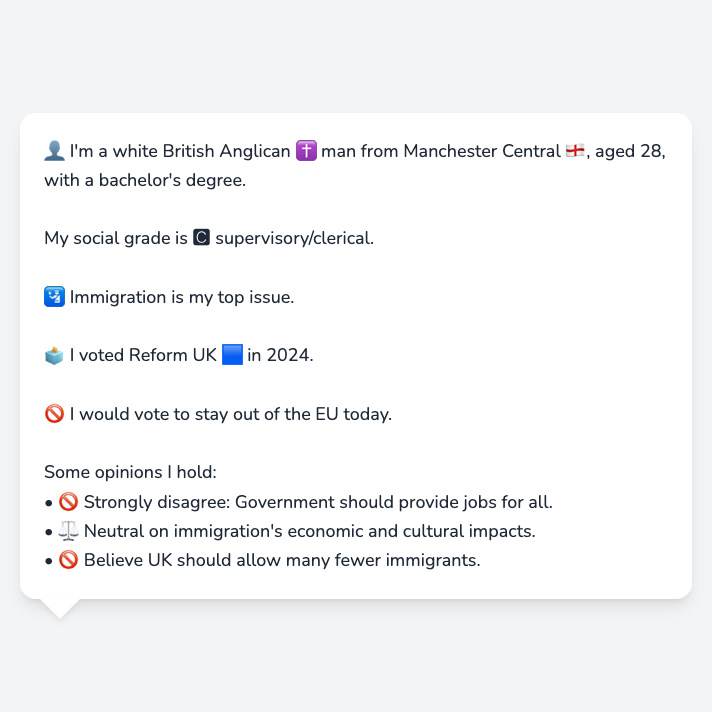 👤 I'm a white British Anglican ✝️ man from Manchester Central 🏴󠁧󠁢󠁥󠁮󠁧󠁿, aged 28,
with a bachelor's degree.
My social grade is 🅲 supervisory/clerical.
🛂 Immigration is my top issue.
🗳️ I voted Reform UK 🟦 in 2024.
🚫 I would vote to stay out of the EU today.
Some opinions I hold:
• 🚫 Strongly disagree: Government should provide jobs for all.
• ⚖️ Neutral on immigration's economic and cultural impacts.
• 🚫 Believe UK should allow many fewer immigrants.